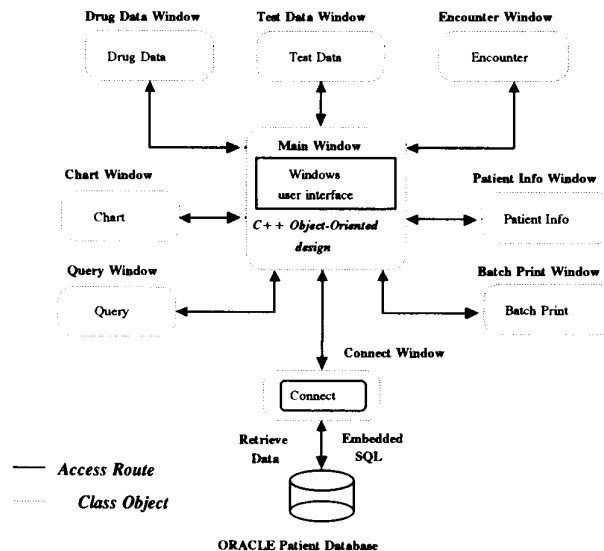 Drug Data Window
Test Data Window
Encounter Window
Drug Data
Test Data
Encounter
Main Window
Windows
user interface
C++ Object-Oriented
design
Chart Window
Chart
Patient Info Window
Patient Info
Query Window
Query
Batch Print Window
Batch Print
Connect Window
Connect
Retrieve
Data
Embedded
SQL
Access Route
Class Object
ORACLE Patient Database